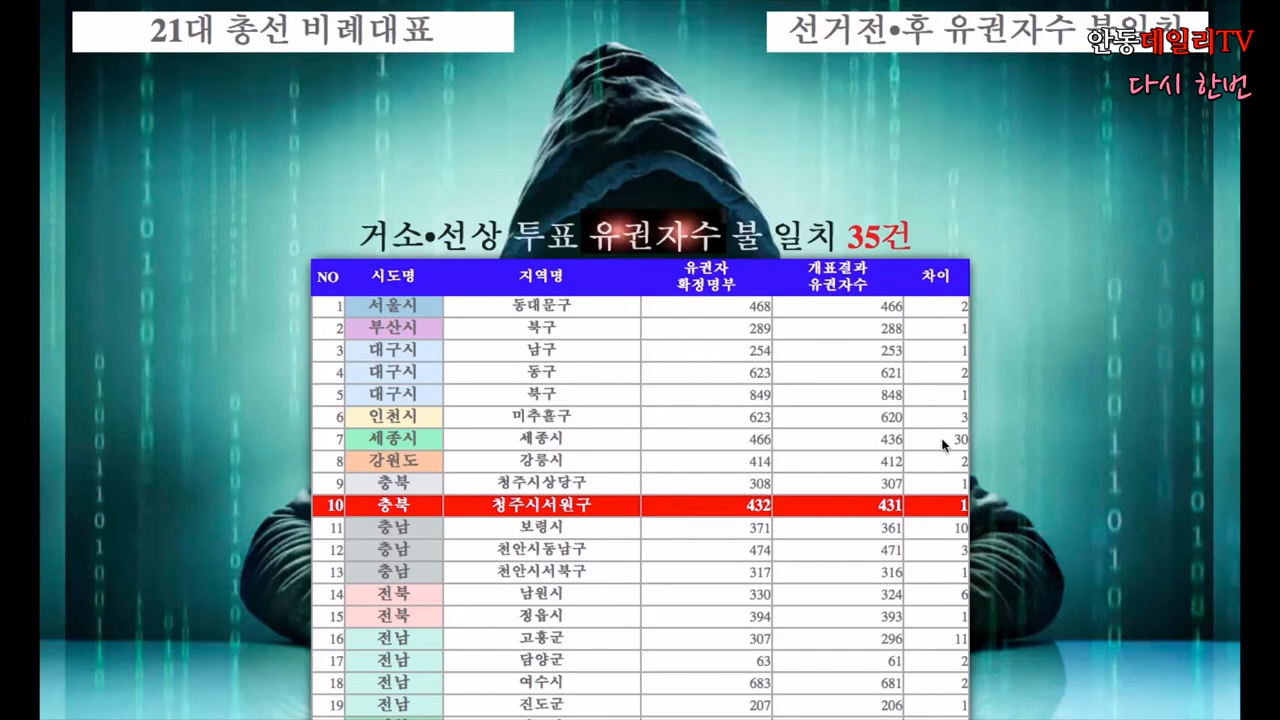 21대 총선 비례대표
선거전•후 유권자수 불일치
안동데일리TV
다시 한번
거소•선상 투표 유권자수 불 일치 35건
NO 시도명 지역명 유권자 확정명부 개표결과 유권자수 차이
1 서울시 동대문구 468 466 2
2 부산시 북구 289 288 1
3 대구시 남구 254 253 1
4 대구시 동구 623 621 2
5 대구시 북구 849 848 1
6 인천시 미추홀구 623 620 3
7 세종시 세종시 466 436 30
8 강원도 강릉시 414 412 2
9 충북 청주시상당구 308 307 1
10 충북 청주시서원구 432 431 1
11 충남 보령시 371 361 10
12 충남 천안시동남구 474 471 3
13 충남 천안시서북구 317 316 1
14 전북 남원시 330 324 6
15 전북 정읍시 394 393 1
16 전남 고흥군 307 296 11
17 전남 담양군 63 61 2
18 전남 여수시 683 681 2
19 전남 진도군 207 206 1